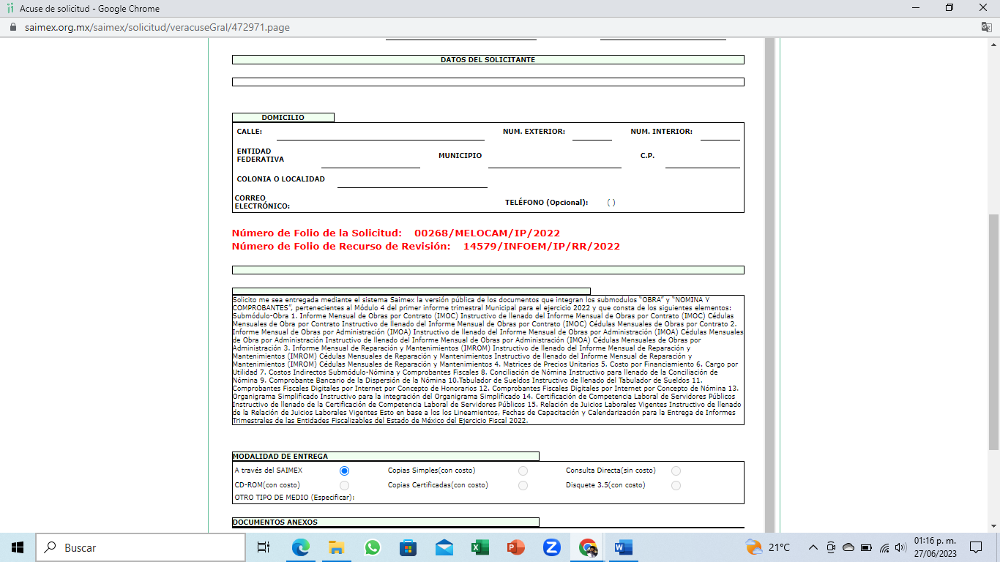 Acuse de solicitud - Google Chrome
saimex.org.mx/saimex/solicitud/veracuseGral/472971.page
DATOS DEL SOLICITANTE
DOMICILIO
CALLE: NUM. EXTERIOR: NUM. INTERIOR:
ENTIDAD
FEDERATIVA MUNICIPIO C.P.
COLONIA O LOCALIDAD
CORREO
ELECTRÓNICO: TELÉFONO (Opcional): ( )
Número de Folio de la Solicitud: 00268/MELOCAM/IP/2022
Número de Folio de Recurso de Revisión: 14579/INFOEM/IP/RR/2022
Solicito me sea entregada mediante el sistema Saimex la versión pública de los documentos que integran los submodulos “OBRA” y “NOMINA Y
COMPROBANTES”, pertenecientes al Módulo 4 del primer informe trimestral Municipal para el ejercicio 2022 y que consta de los siguientes elementos:
Submódulo-Obra 1. Informe Mensual de Obras por Contrato (IMOC) Instructivo de llenado del Informe Mensual de Obras por Contrato (IMOC) Cédulas
Mensuales de Obra por Contrato Instructivo de llenado del Informe Mensual de Obras por Contrato (IMOC) Cédulas Mensuales de Obras por Contrato 2.
Informe Mensual de Obras por Administración (IMOA) Instructivo de llenado del Informe Mensual de Obras por Administración (IMOA) Cédulas Mensuales
de Obra por Administración Instructivo de llenado del Informe Mensual de Obras por Administración (IMOA) Cédulas Mensuales de Obras por
Administración 3. Informe Mensual de Reparación y Mantenimientos (IMROM) Instructivo de llenado del Informe Mensual de Reparación y
Mantenimientos (IMROM) Cédulas Mensuales de Reparación y Mantenimientos Instructivo de llenado del Informe Mensual de Reparación y
Mantenimientos (IMROM) Cédulas Mensuales de Reparación y Mantenimientos 4. Matrices de Precios Unitarios 5. Costo por Financiamiento 6. Cargo por
Utilidad 7. Costos Indirectos Submódulo-Nómina y Comprobantes Fiscales 8. Conciliación de Nómina Instructivo para llenado de la Conciliación de
Nómina 9. Comprobante Bancario de la Dispersión de la Nómina 10.Tabulador de Sueldos Instructivo de llenado del Tabulador de Sueldos 11.
Comprobantes Fiscales Digitales por Internet por Concepto de Honorarios 12. Comprobantes Fiscales Digitales por Internet por Concepto de Nómina 13.
Organigrama Simplificado Instructivo para la integración del Organigrama Simplificado 14. Certificación de Competencia Laboral de Servidores Públicos
Instructivo de llenado de la Certificación de Competencia Laboral de Servidores Públicos 15. Relación de Juicios Laborales Vigentes Instructivo de llenado
de la Relación de Juicios Laborales Vigentes Esto en base a los los Lineamientos, Fechas de Capacitación y Calendarización para la Entrega de Informes
Trimestrales de las Entidades Fiscalizables del Estado de México del Ejercicio Fiscal 2022.
MODALIDAD DE ENTREGA
A través del SAIMEX Copias Simples(con costo) Consulta Directa(sin costo)
CD-ROM(con costo) Copias Certificadas(con costo) Disquete 3.5(con costo)
OTRO TIPO DE MEDIO (Especificar):
DOCUMENTOS ANEXOS
Buscar
21°C
01:16 p. m.
27/06/2023